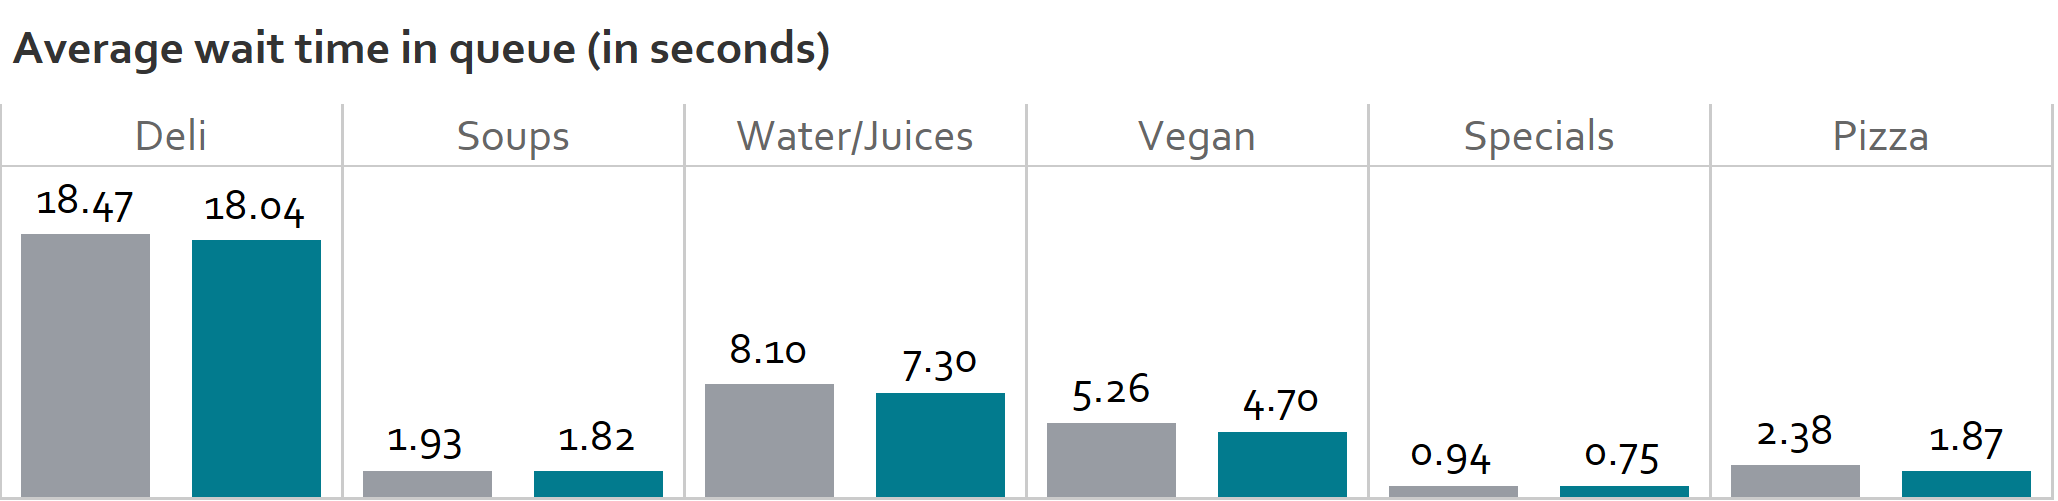 Average wait time in queue (in seconds)
Deli Soups Water/Juices Vegan Specials Pizza
18.47 18.04 1.93 1.82 8.10 7.30 5.26 4.70 0.94 0.75 2.38 1.87